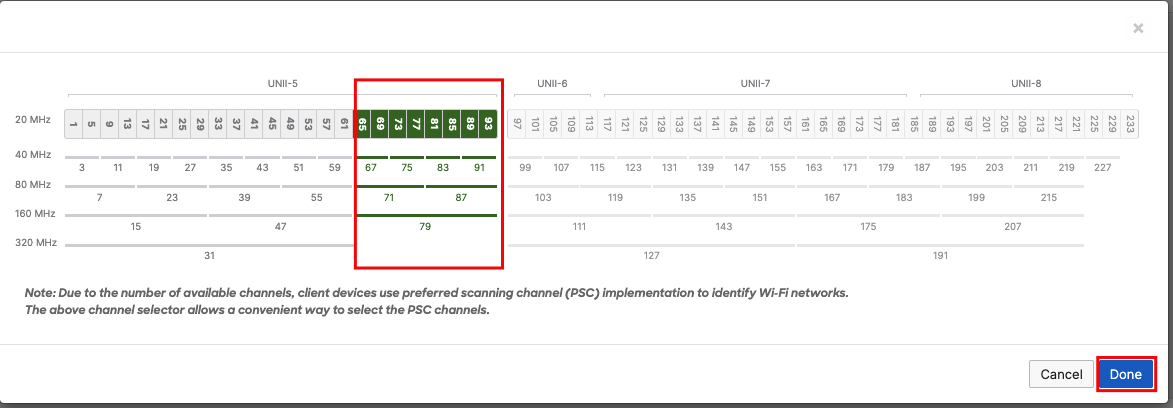 ×
UNII-5 UNII-6 UNII-7 UNII-8
20 MHz 1 5 9 13 17 21 25 29 33 37 41 45 49 53 57 61 65 69 73 77 81 85 89 93 97 101 105 109 113 117 121 125 129 133 137 141 145 149 153 157 161 165 169 173 177 181 185 189 193 197 201 205 209 213 217 221 225 229 233
40 MHz
3 11 19 27 35 43 51 59 67 75 83 91 99 107 115 123 131 139 147 155 163 171 179 187 195 203 211 219 227
80 MHz
7 23 39 55 71 87 103 119 135 151 167 183 199 215
160 MHz
15 47 79 111 143 175 207
320 MHz
31 127 191
Note: Due to the number of available channels, client devices use preferred scanning channel (PSC) implementation to identify Wi-Fi networks.
The above channel selector allows a convenient way to select the PSC channels.
Cancel Done